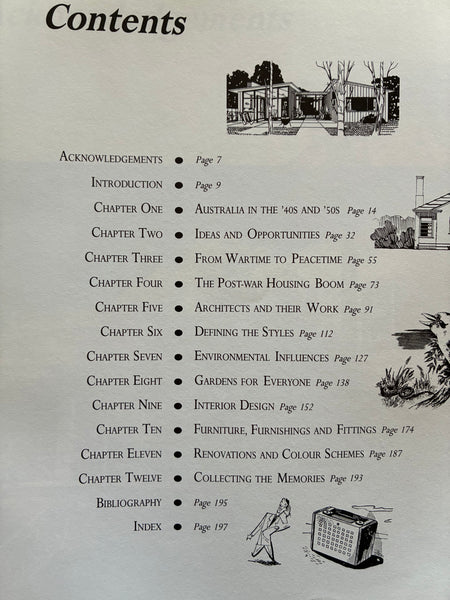 Contents
ACKNOWLEDGEMENTS ● Page 7
INTRODUCTION ● Page 9
CHAPTER ONE ● AUSTRALIA IN THE '40S AND '50S Page 14
CHAPTER TWO ● IDEAS AND OPPORTUNITIES Page 32
CHAPTER THREE ● FROM WARTIME TO PEACETIME Page 55
CHAPTER FOUR ● THE POST-WAR HOUSING BOOM Page 73
CHAPTER FIVE ● ARCHITECTS AND THEIR WORK Page 91
CHAPTER SIX ● DEFINING THE STYLES Page 112
CHAPTER SEVEN ● ENVIRONMENTAL INFLUENCES Page 127
CHAPTER EIGHT ● GARDENS FOR EVERYONE Page 138
CHAPTER NINE ● INTERIOR DESIGN Page 152
CHAPTER TEN ● FURNITURE, FURNISHINGS AND FITTINGS Page 174
CHAPTER ELEVEN ● RENOVATIONS AND COLOUR SCHEMES Page 187
CHAPTER TWELVE ● COLLECTING THE MEMORIES Page 193
BIBLIOGRAPHY ● Page 195
INDEX ● Page 197